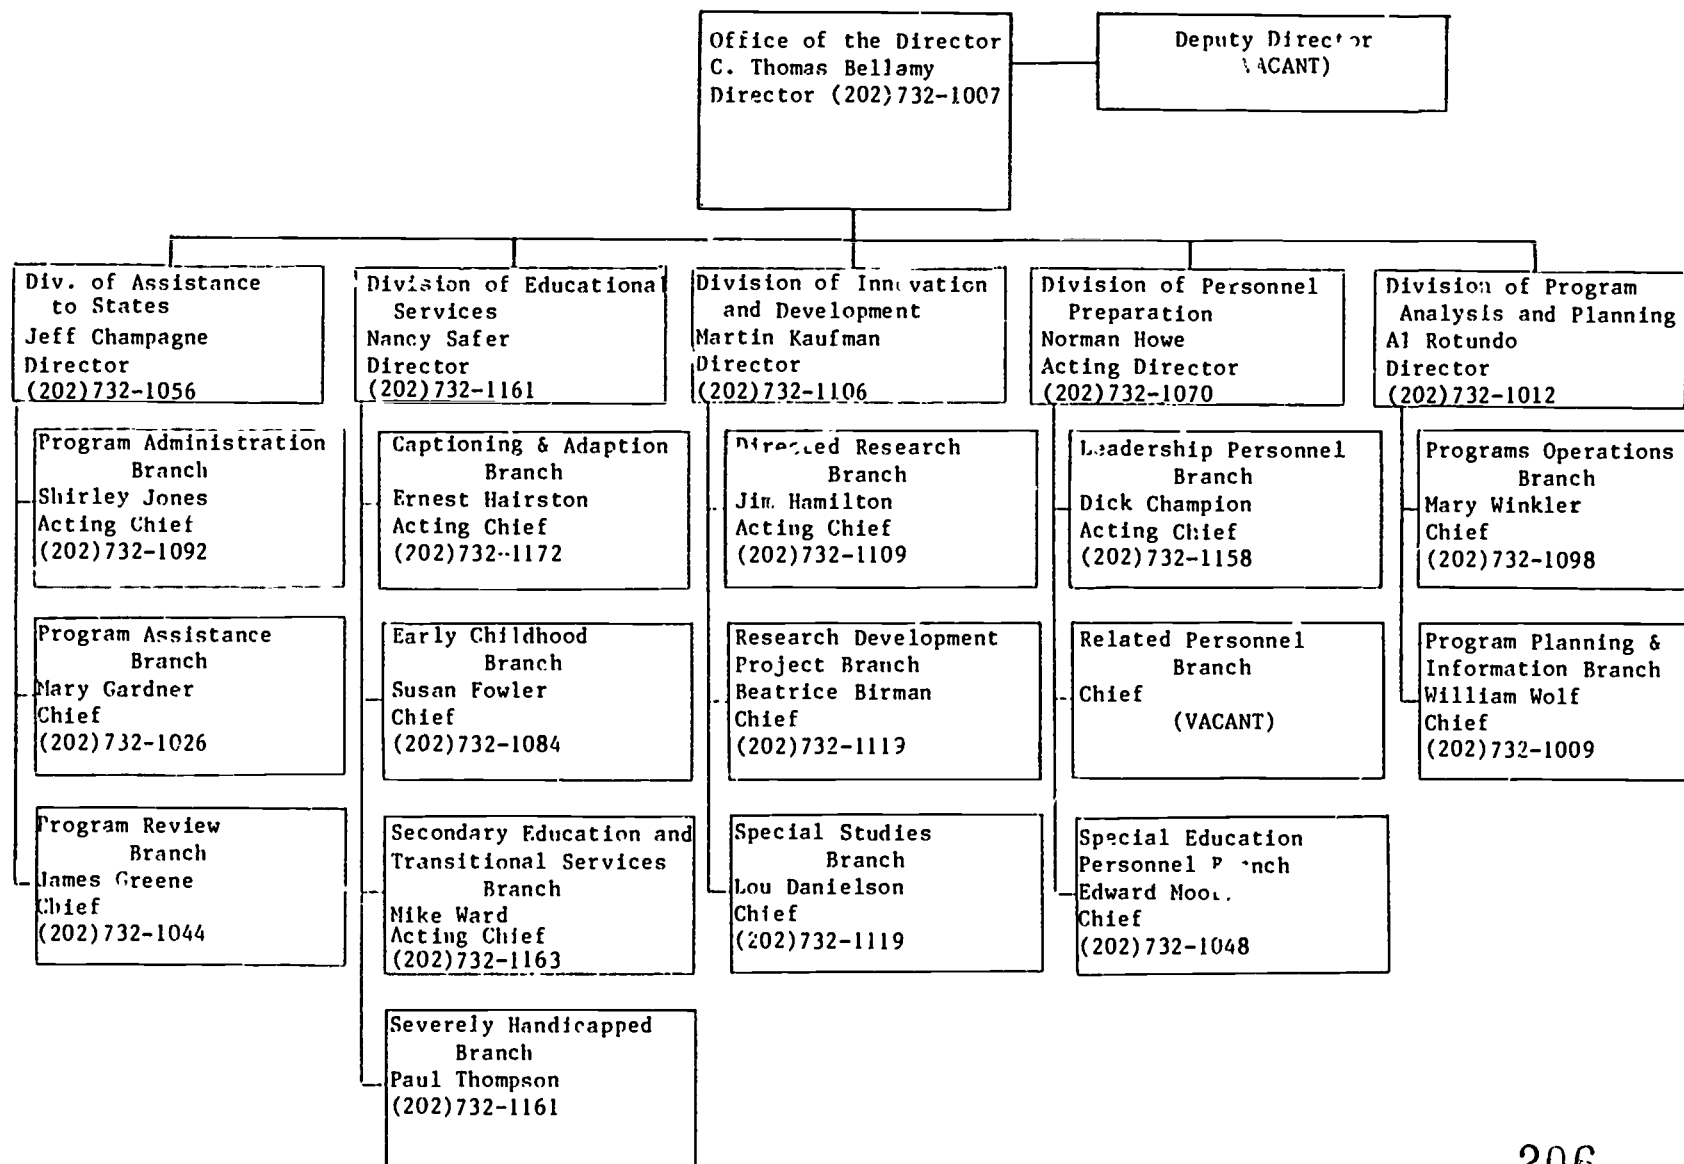 Office of the Director
C. Thomas Bellamy
Director (202)732-1007
Deputy Director
VACANT)
Div. of Assistance
to States
Jeff Champagne
Director
(202)732-1056
Program Administration
Branch
Shirley Jones
Acting Chief
(202)732-1092
Program Assistance
Branch
Mary Gardner
Chief
(202)732-1026
Program Review
Branch
James Greene
Chief
(202)732-1044
Division of Educational
Services
Nancy Safer
Director
(202)732-1161
Captioning & Adaption
Branch
Ernest Hairston
Acting Chief
(202)732-1172
Early Childhood
Branch
Susan Fowler
Chief
(202)732-1084
Secondary Education and
Transitional Services
Branch
Mike Ward
Acting Chief
(202)732-1163
Severely Handicapped
Branch
Paul Thompson
(202)732-1161
Division of Innovation
and Development
Martin Kaufman
Director
(202)732-1106
Directed Research
Branch
Jim Hamilton
Acting Chief
(202)732-1109
Research Development
Project Branch
Beatrice Birman
Chief
Special Studies
Branch
Lou Danielson
Chief
(202)732-1119
Division of Personnel
Preparation
Norman Howe
Acting Director
(202)732-1070
Leadership Personnel
Branch
Dick Champion
Acting Chief
(202)732-1158
Related Personnel
Branch
Chief
(VACANT)
Special Education
Personnel Branch
Edward
Chief
(202)732-1048
Division of Program
Analysis and Planning
Al Rotundo
Director
(202)732-1012
Programs Operations
Branch
Mary Winkler
Chief
(202)732-1098
Program Planning &
Information Branch
William Wolf
Chief
(202)732-1009